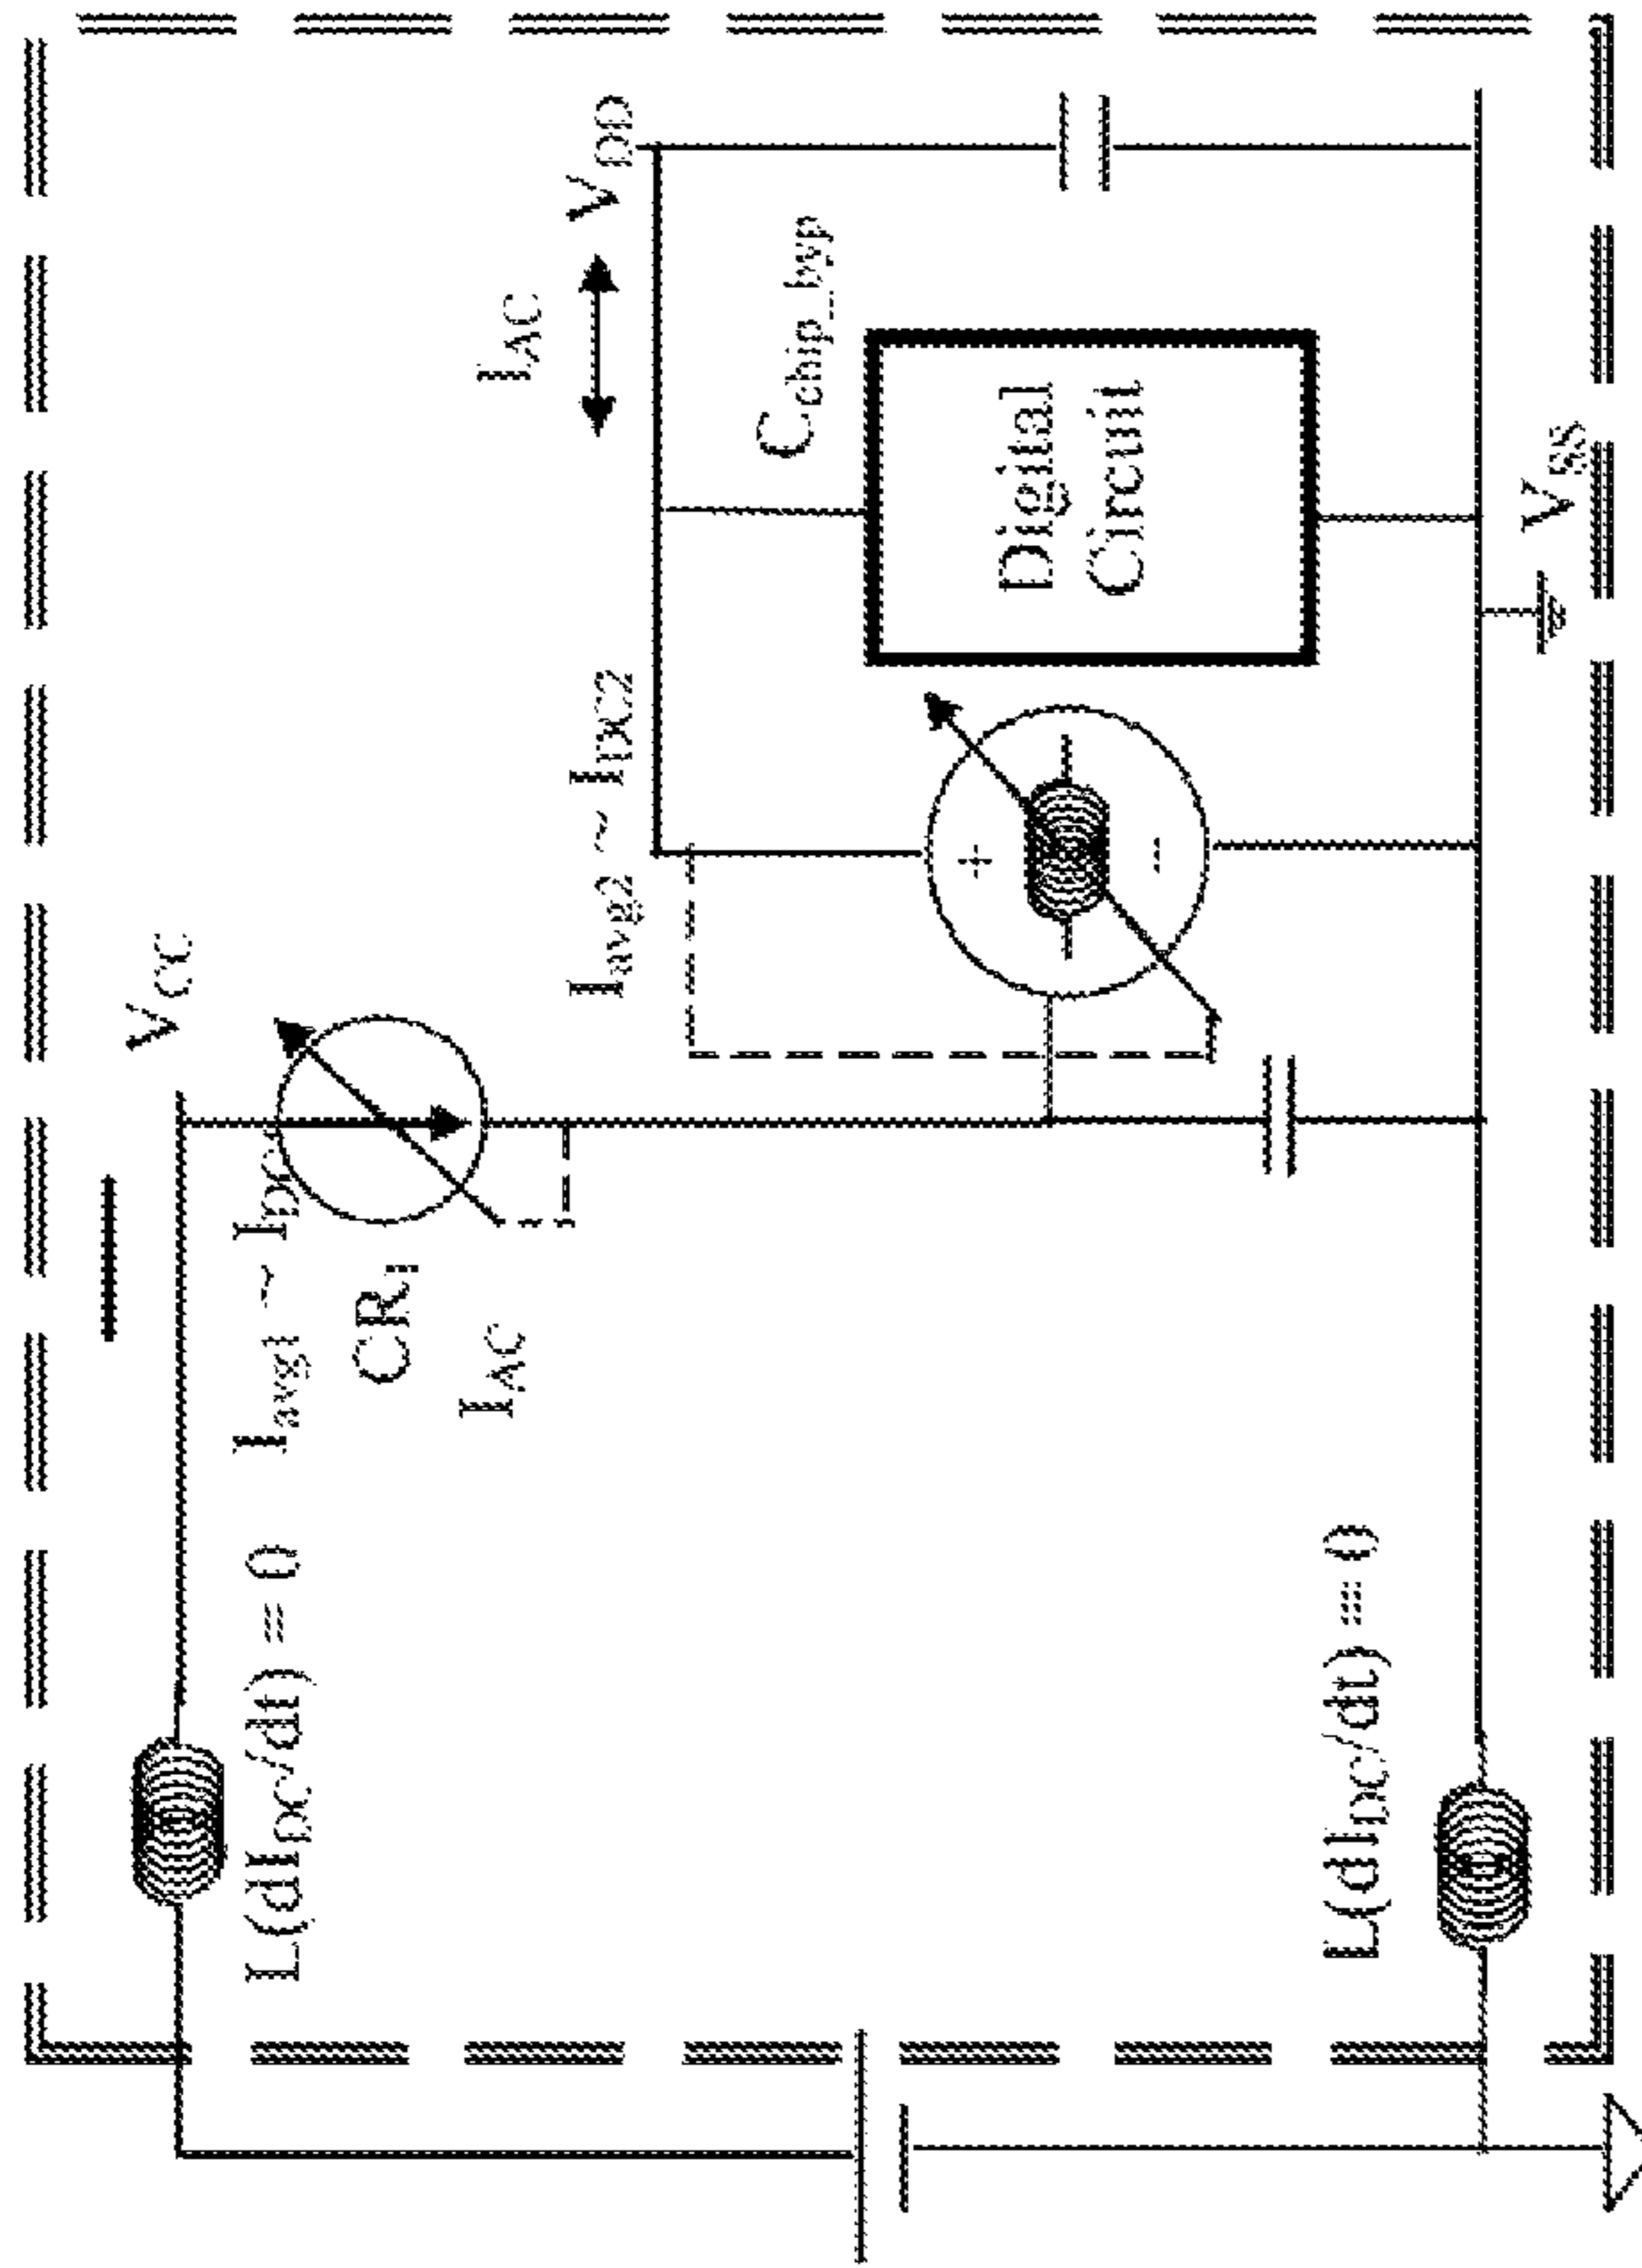 V_CC
L(dI_DC/dt) = 0
I_avg1 ~ I_DC
CR_1
I_AC
I_AC
I_avg2 ~ I_DC2
V_DD
C_chip_byp
+
-
Digital
Circuit
L(dI_DC/dt) = 0
V_SS